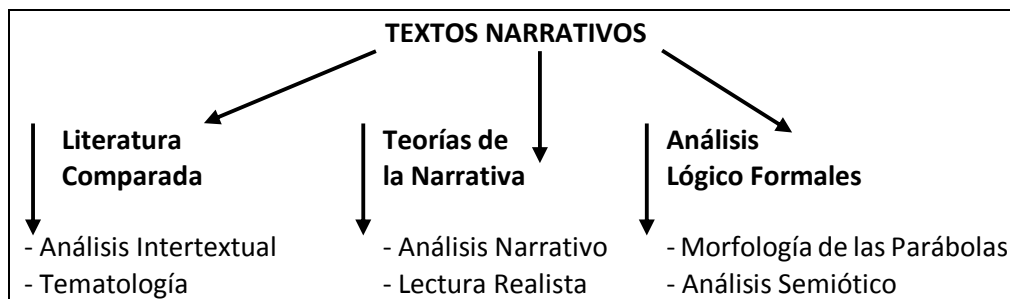 TEXTOS NARRATIVOS
Literatura
Comparada
- Análisis Intertextual
- Tematología
Teorías de
la Narrativa
- Análisis Narrativo
- Lectura Realista
Análisis
Lógico Formales
- Morfología de las Parábolas
- Análisis Semiótico